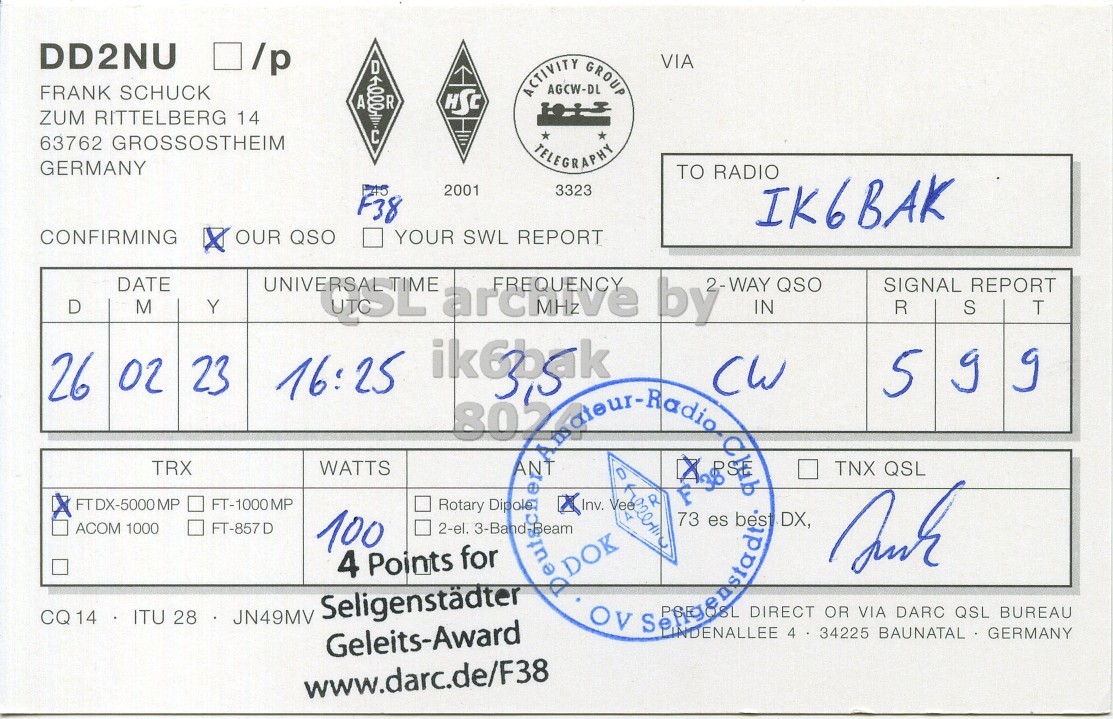 DD2NU ☐/p
FRANK SCHUCK
ZUM RITTELBERG 14
63762 GROSSOSTHEIM
GERMANY
DARC
F45
F38
HSC
2001
ACTIVITY GROUP
AGCW-DL
TELEGRAPHY
3323
VIA
TO RADIO
IK6BAK
CONFIRMING ☒ OUR QSO ☐ YOUR SWL REPORT
DATE UNIVERSAL TIME FREQUENCY 2-WAY QSO SIGNAL REPORT
D M Y UTC MHz IN R S T
26 02 23 16:25 3,5 CW 5 9 9
QSL archive by
ik6bak
8024
TRX WATTS ANT ☒ PSE ☐ TNX QSL
☒ FTDX-5000MP ☐ FT-1000MP 100 ☐ Rotary Dipole ☒ Inv. Vee
☐ ACOM 1000 ☐ FT-857D ☐ 2-el. 3-Band-Beam 73 es best DX,
☐ ☐
Deutscher Amateur-Radio-Club
DARC
DOK F 38
OV Seligenstadt
4 Points for
Seligenstädter
Geleits-Award
www.darc.de/F38
CQ 14 · ITU 28 · JN49MV
PSE QSL DIRECT OR VIA DARC QSL BUREAU
LINDENALLEE 4 · 34225 BAUNATAL · GERMANY